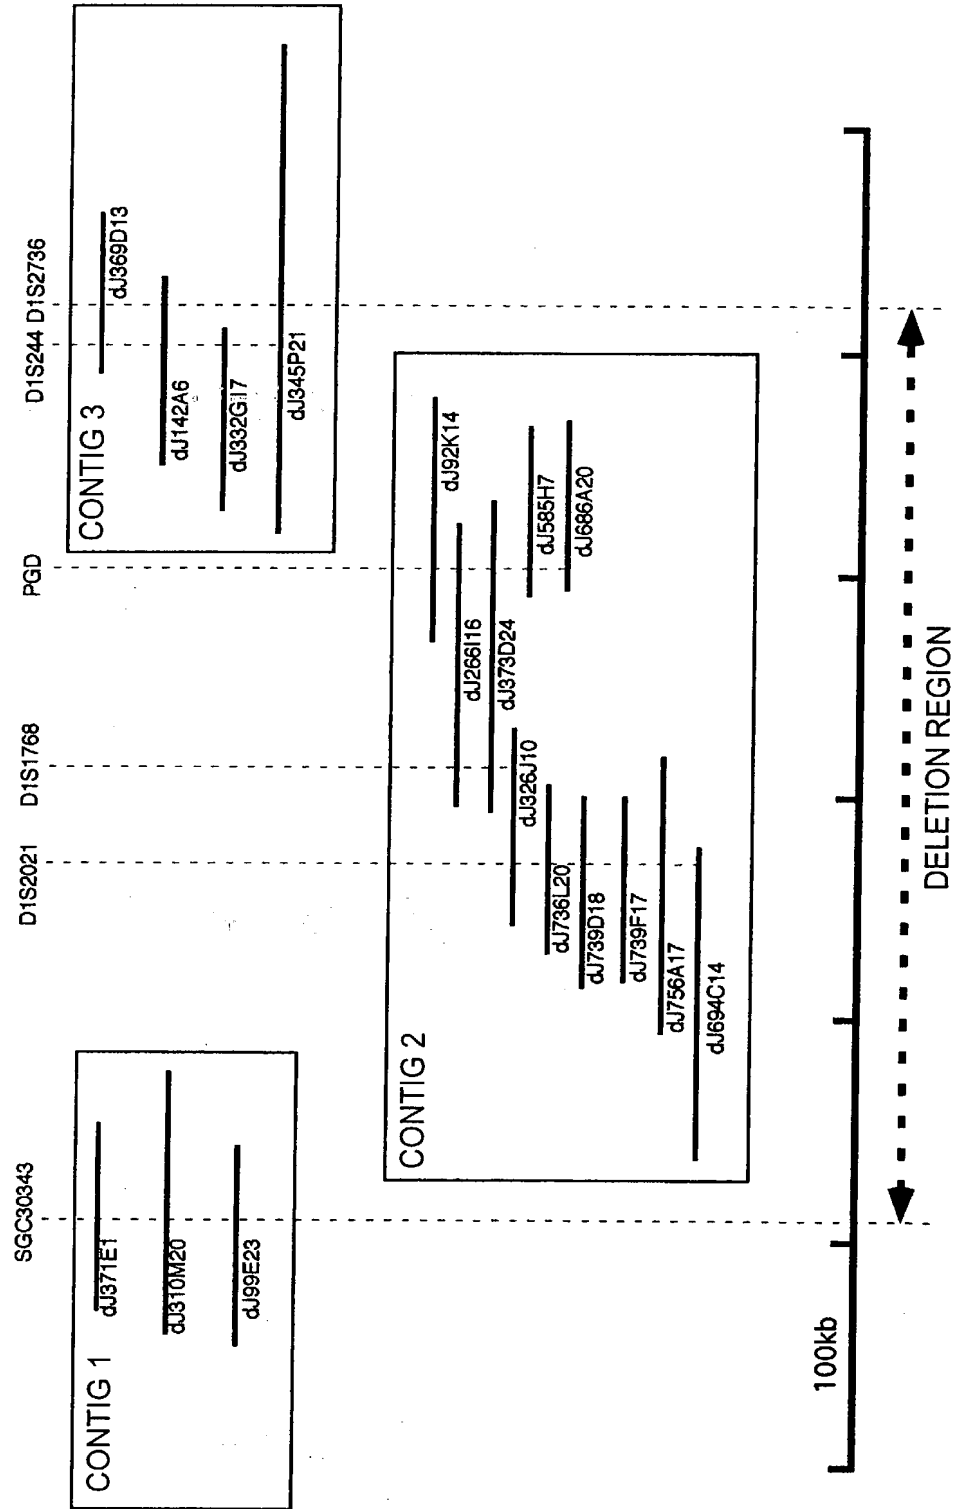 SGC30343
D1S2021
D1S1768
PGD
D1S244 D1S2736
CONTIG 1
dJ371E1
dJ310M20
dJ99E23
CONTIG 2
dJ92K14
dJ266I16
dJ373D24
dJ326J10
dJ585H7
dJ686A20
dJ736L20
dJ739D18
dJ739F17
dJ756A17
dJ694C14
CONTIG 3
dJ369D13
dJ142A6
dJ332GI7
dJ345P21
100kb
DELETION REGION